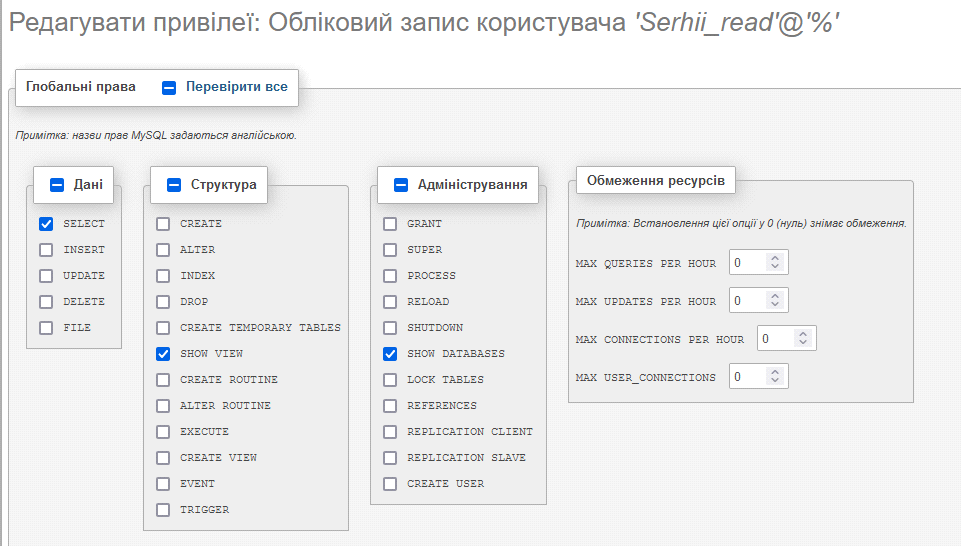 Редагувати привілеї: Обліковий запис користувача 'Serhii_read'@'%'
Глобальні права Перевірити все
Примітка: назви прав MySQL задаються англійською.
Дані
SELECT
INSERT
UPDATE
DELETE
FILE
Структура
CREATE
ALTER
INDEX
DROP
CREATE TEMPORARY TABLES
SHOW VIEW
CREATE ROUTINE
ALTER ROUTINE
EXECUTE
CREATE VIEW
EVENT
TRIGGER
Адміністрування
GRANT
SUPER
PROCESS
RELOAD
SHUTDOWN
SHOW DATABASES
LOCK TABLES
REFERENCES
REPLICATION CLIENT
REPLICATION SLAVE
CREATE USER
Обмеження ресурсів
Примітка: Встановлення цієї опції у 0 (нуль) знімає обмеження.
MAX QUERIES PER HOUR 0
MAX UPDATES PER HOUR 0
MAX CONNECTIONS PER HOUR 0
MAX USER_CONNECTIONS 0